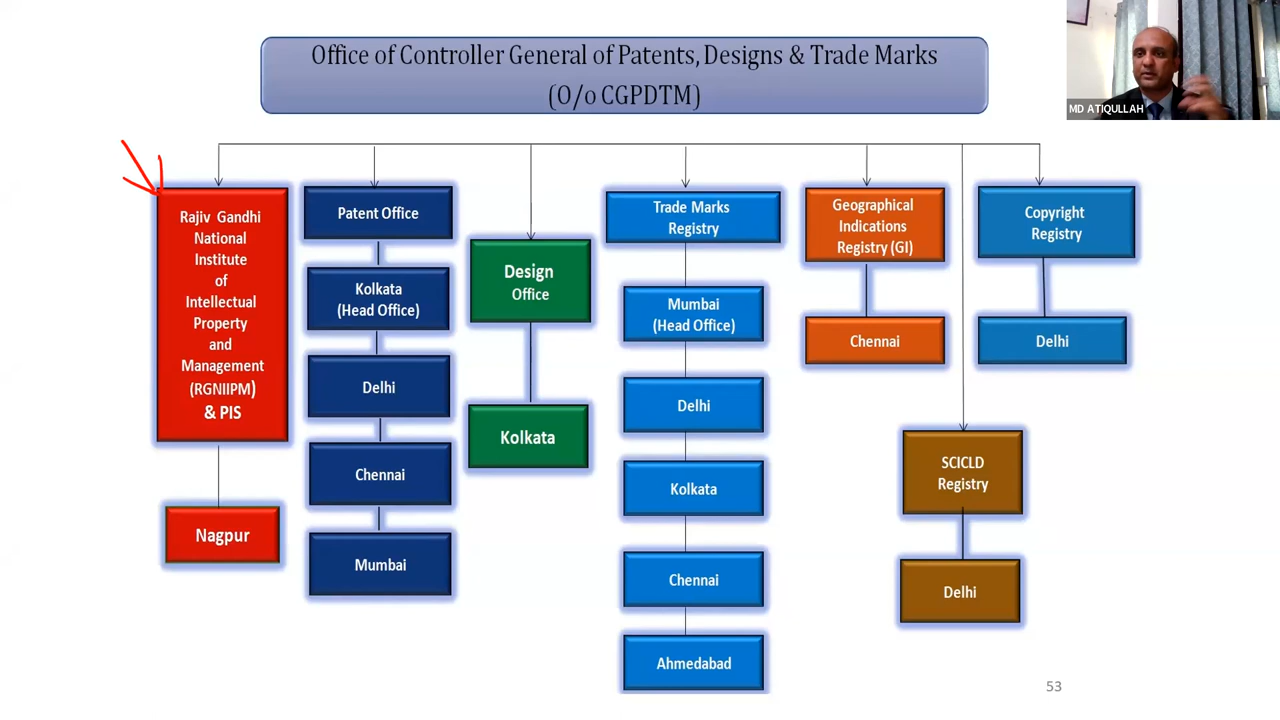 Office of Controller General of Patents, Designs & Trade Marks
(O/o CGPDTM)
MD ATIQULLAH
Rajiv Gandhi
National
Institute
of
Intellectual
Property
and
Management
(RGNIIPM)
& PIS
Nagpur
Patent Office
Kolkata
(Head Office)
Delhi
Chennai
Mumbai
Design
Office
Kolkata
Trade Marks
Registry
Mumbai
(Head Office)
Delhi
Kolkata
Chennai
Ahmedabad
Geographical
Indications
Registry (GI)
Chennai
SCICLD
Registry
Delhi
Copyright
Registry
Delhi
53